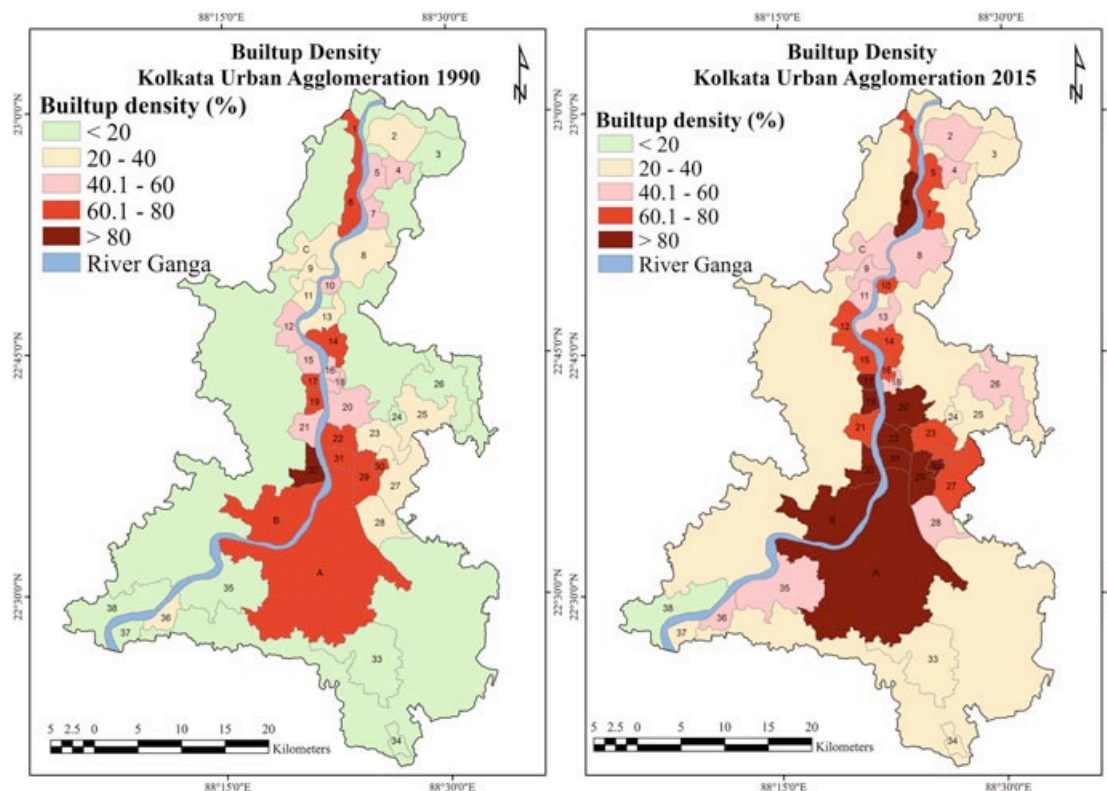 88°15'0"E
88°30'0"E
Builtup Density
Kolkata Urban Agglomeration 1990
N
Builtup density (%)
< 20
20 - 40
40.1 - 60
60.1 - 80
> 80
River Ganga
23°0'0"N
22°45'0"N
22°30'0"N
1
2
3
4
5
6
7
C
8
9
10
11
13
12
14
15
16
17
18
26
19
20
25
24
21
22
23
31
32
30
29
27
B
28
A
35
38
36
37
33
34
5 2.5 0 5 10 15 20
Kilometers
88°15'0"E
88°30'0"E
88°15'0"E
88°30'0"E
Builtup Density
Kolkata Urban Agglomeration 2015
N
Builtup density (%)
< 20
20 - 40
40.1 - 60
60.1 - 80
> 80
River Ganga
23°0'0"N
22°45'0"N
22°30'0"N
2
3
5
4
6
7
C
8
9
10
11
13
12
14
15
16
17
18
26
19
20
25
24
21
22
23
31
32
29
27
B
28
A
35
38
36
37
33
34
5 2.5 0 5 10 15 20
Kilometers
88°15'0"E
88°30'0"E